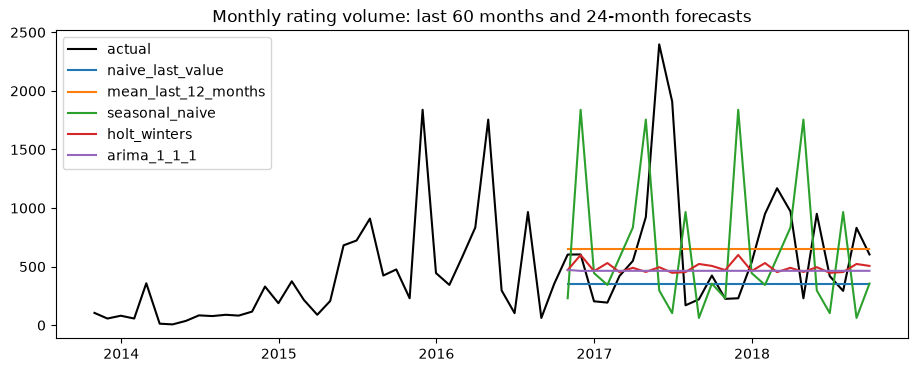 Monthly rating volume: last 60 months and 24-month forecasts
2500
2000
1500
1000
500
0
actual
naive_last_value
mean_last_12_months
seasonal_naive
holt_winters
arima_1_1_1
2014
2015
2016
2017
2018